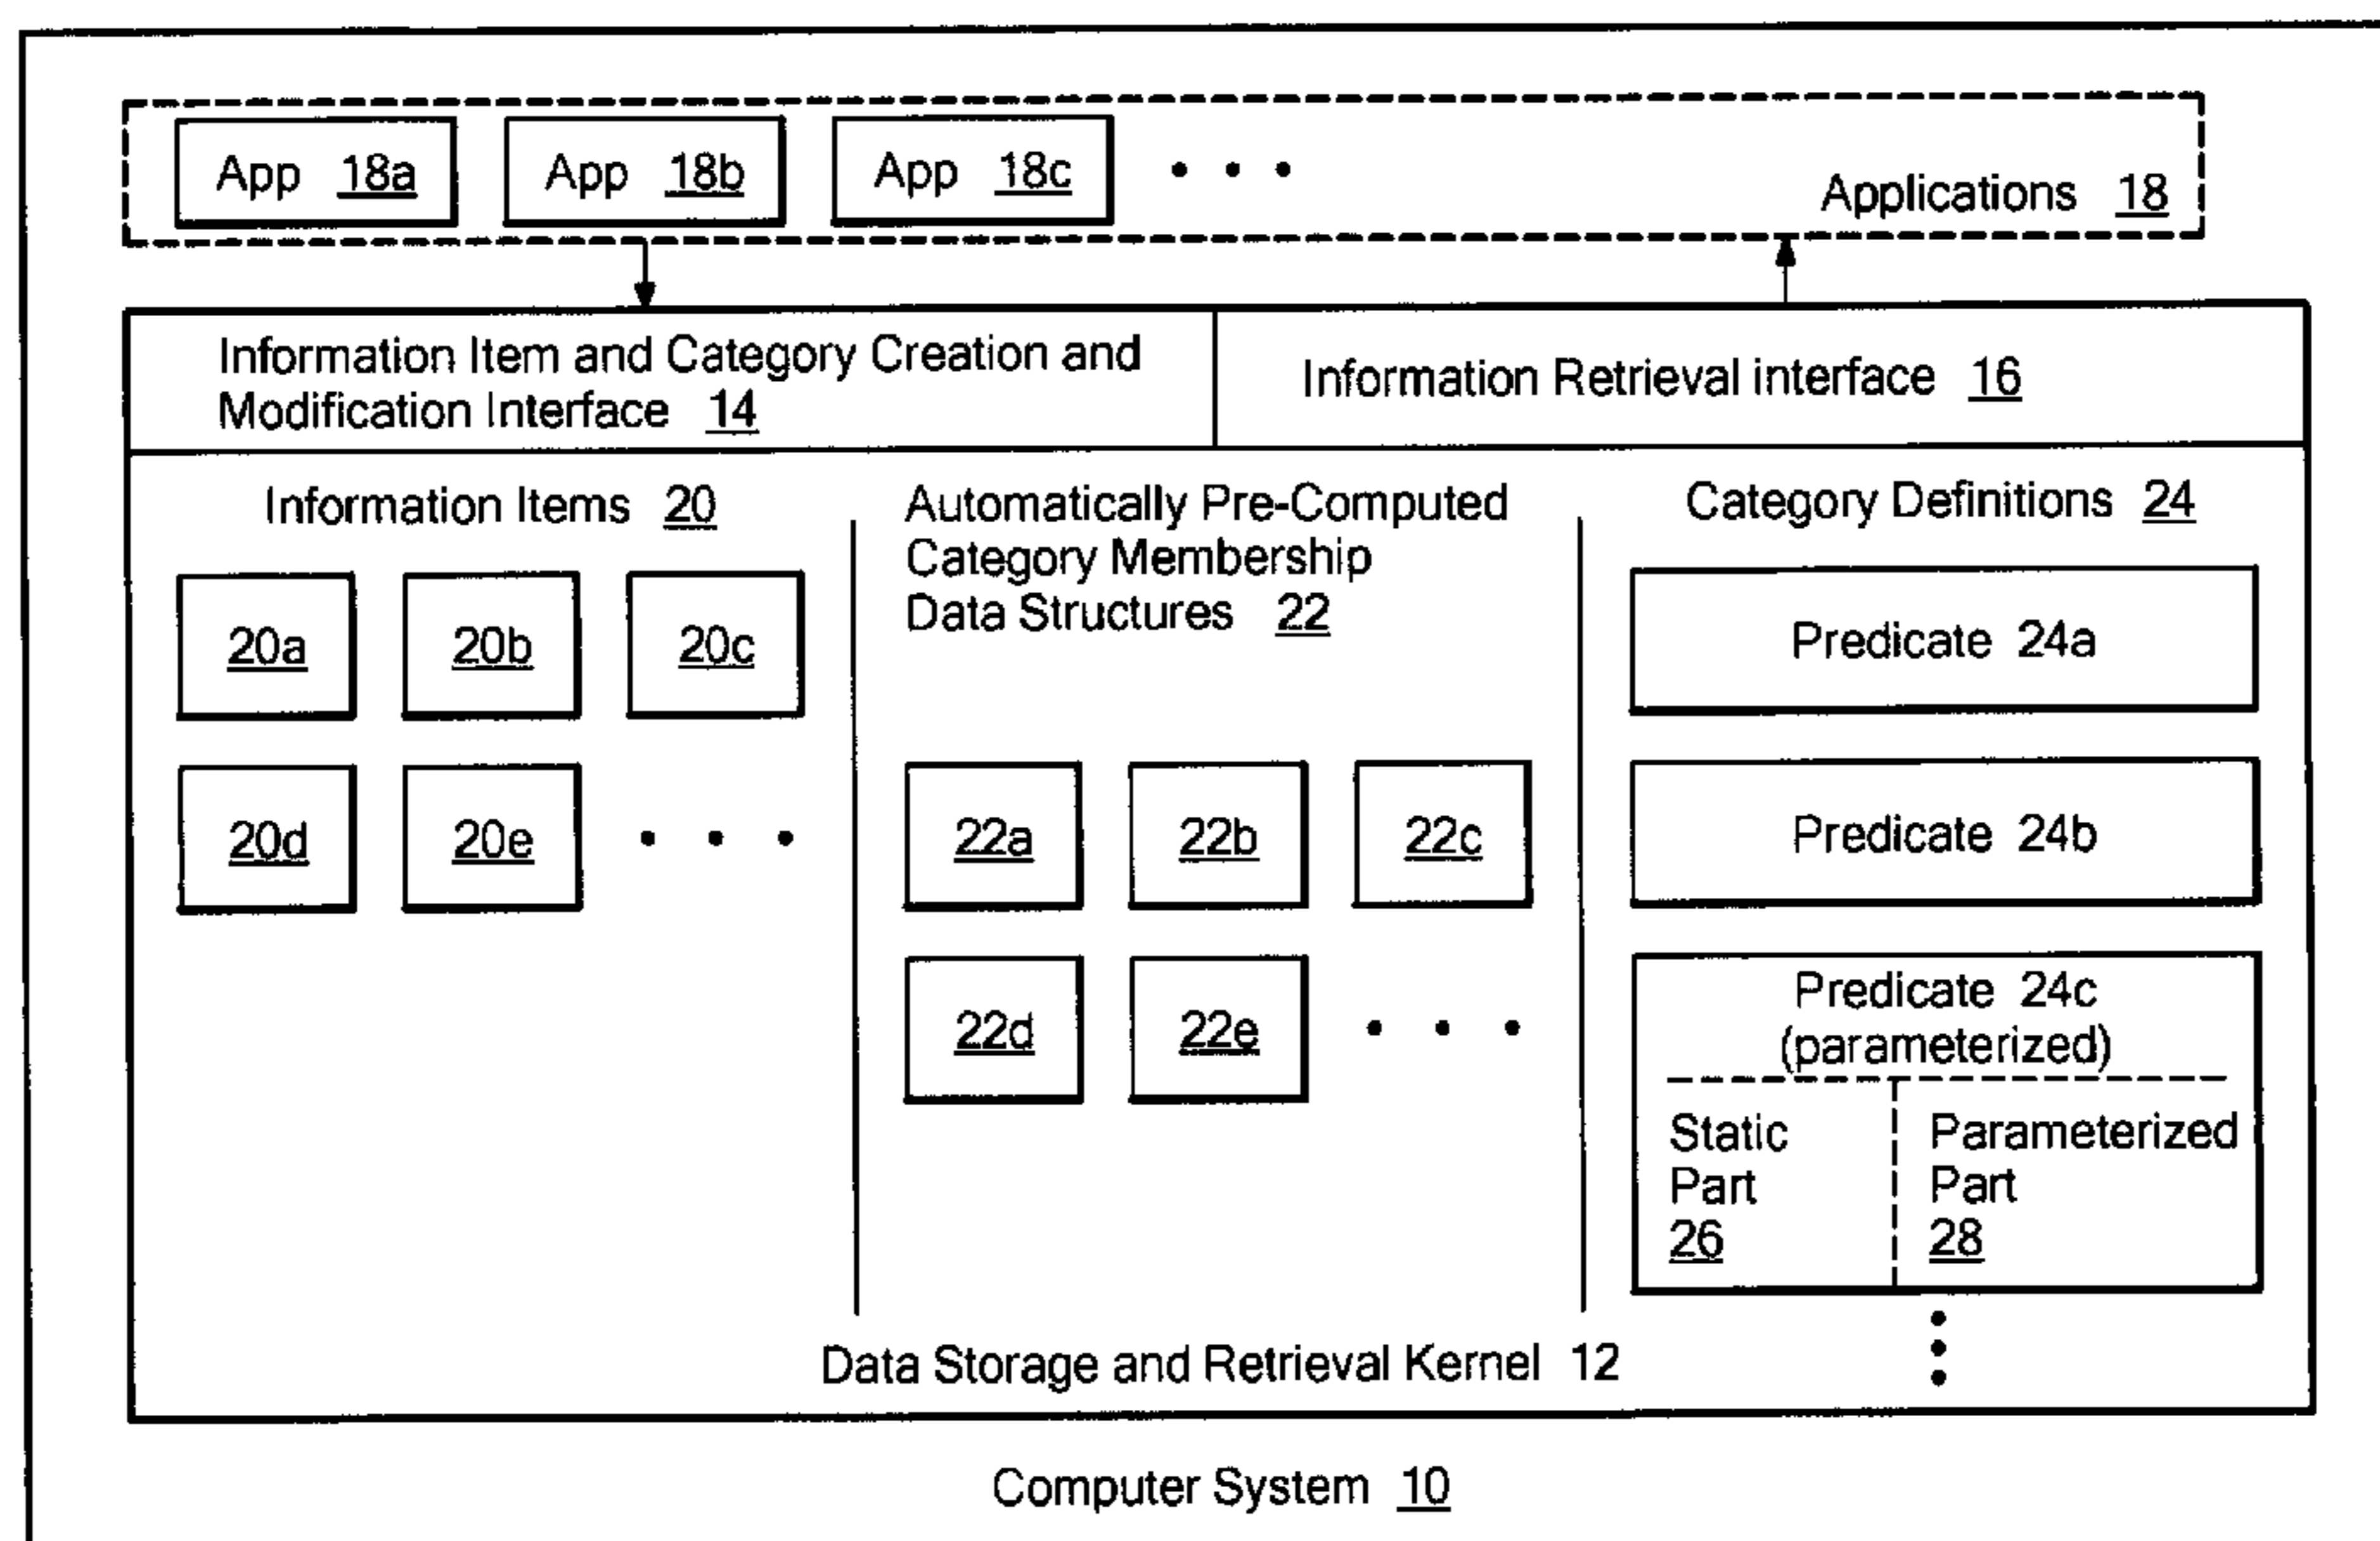 App 18a
App 18b
App 18c
Applications 18
Information Item and Category Creation and
Modification Interface 14
Information Retrieval interface 16
Information Items 20
20a
20b
20c
20d
20e
Automatically Pre-Computed
Category Membership
Data Structures 22
22a
22b
22c
22d
22e
Category Definitions 24
Predicate 24a
Predicate 24b
Predicate 24c
(parameterized)
Static
Part
26
Parameterized
Part
28
Data Storage and Retrieval Kernel 12
Computer System 10